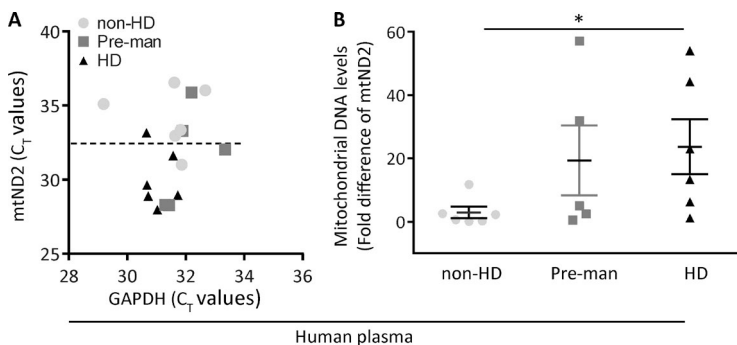 A
non-HD
Pre-man
HD
mtND2 (CT values)
40
35
30
25
28
30
32
34
36
GAPDH (CT values)
B
*
Mitochondrial DNA levels
(Fold difference of mtND2)
60
40
20
0
non-HD
Pre-man
HD
Human plasma